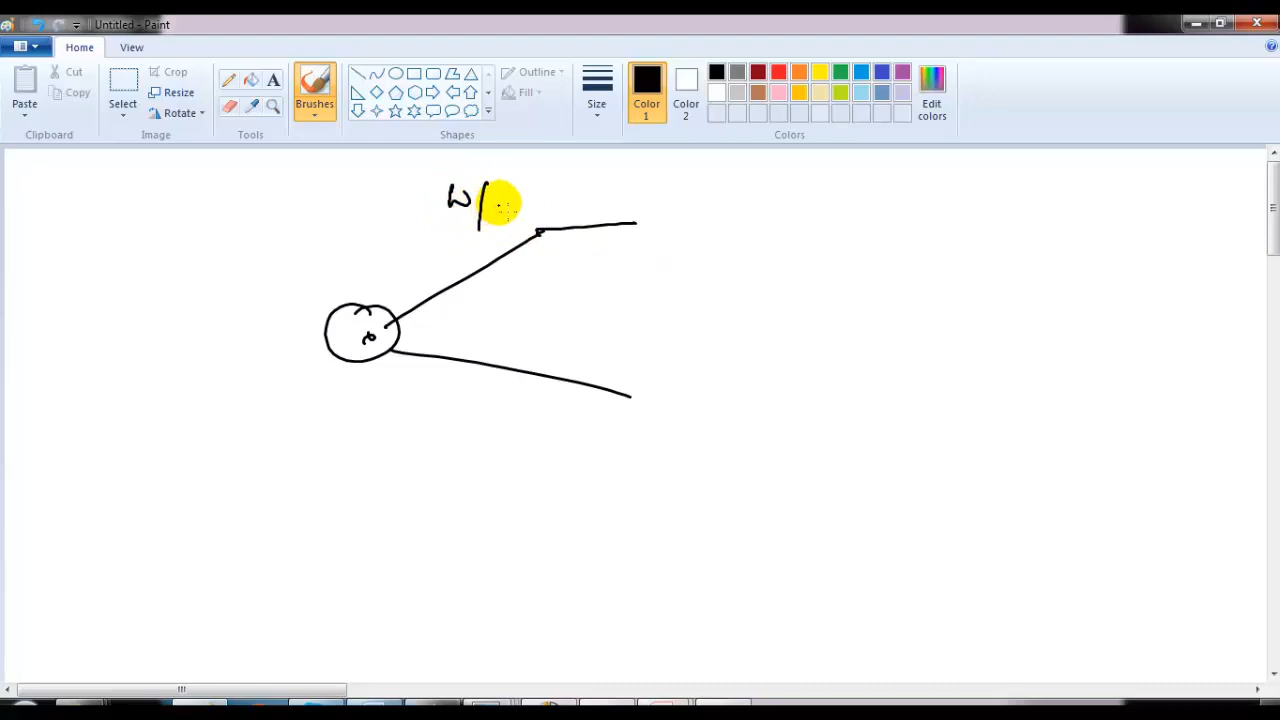 Untitled - Paint
Home View
Paste
Cut
Copy
Clipboard
Select
Crop
Resize
Rotate
Image
A
Tools
Brushes
Outline
Fill
Shapes
Size
Color
1
Color
2
Edit
colors
Colors